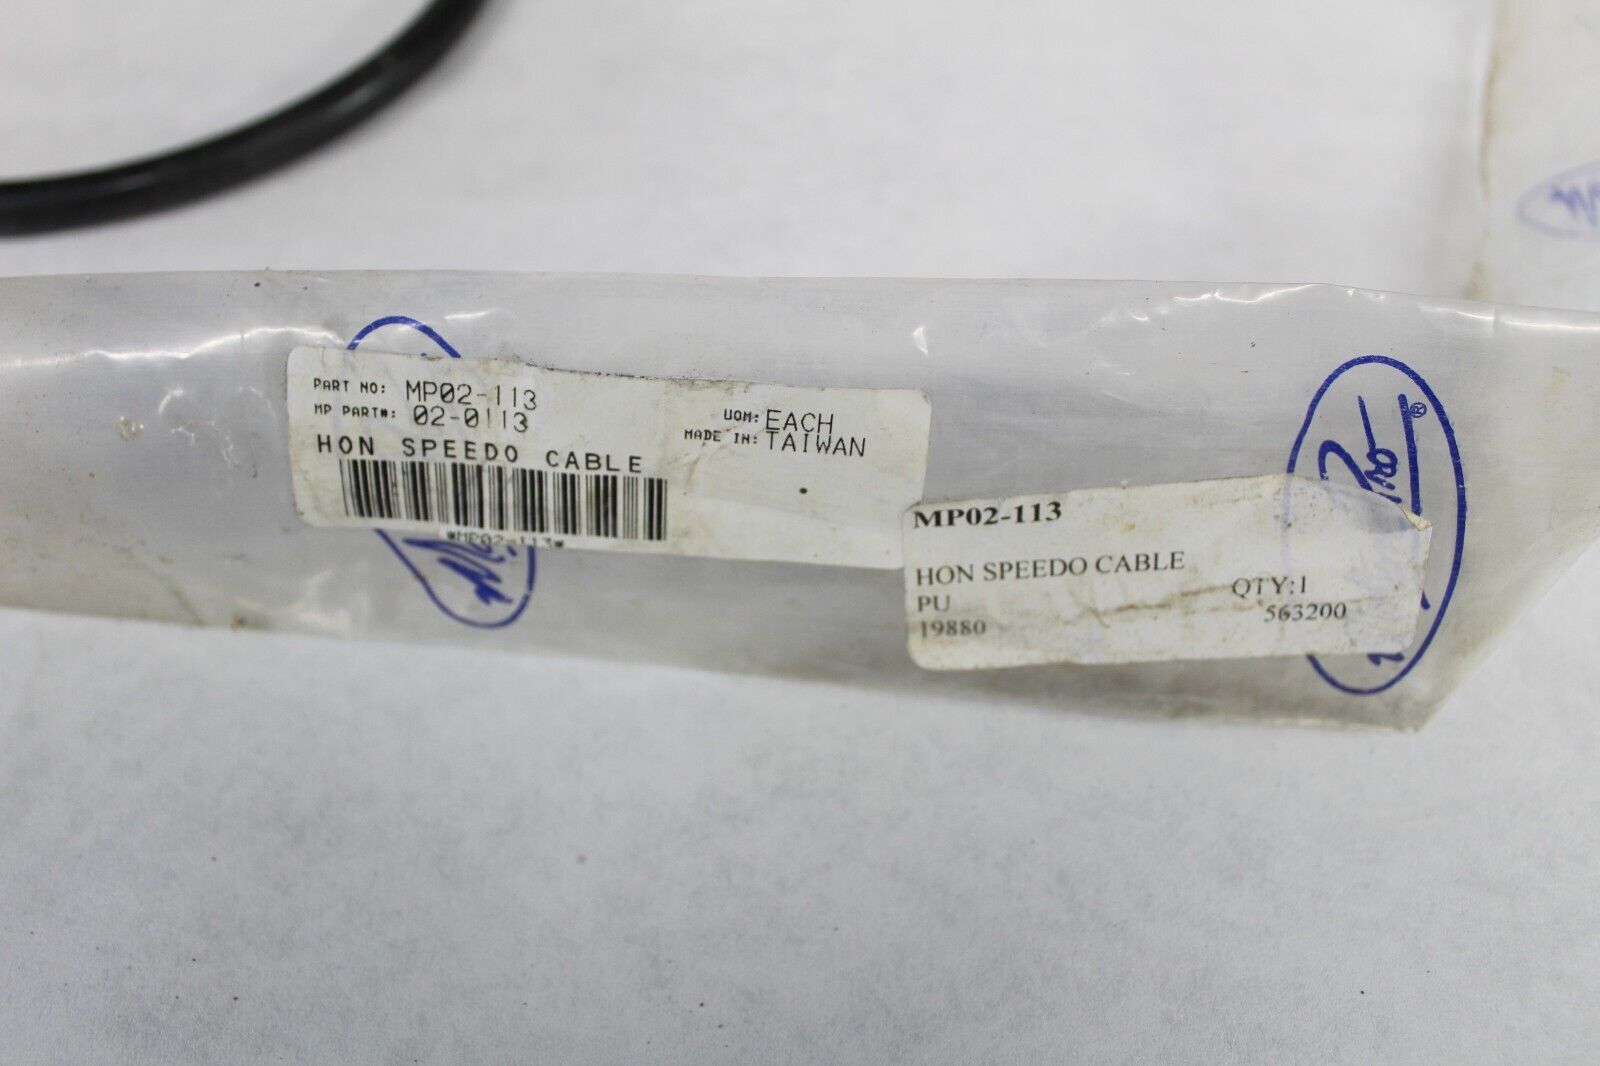 PART NO: MP02-113
MP PART#: 02-0113
HON SPEEDO CABLE
UOM: EACH
MADE IN: TAIWAN
*MP02-113*
MP02-113
HON SPEEDO CABLE
PU QTY:1
19880 563200
Pro ®